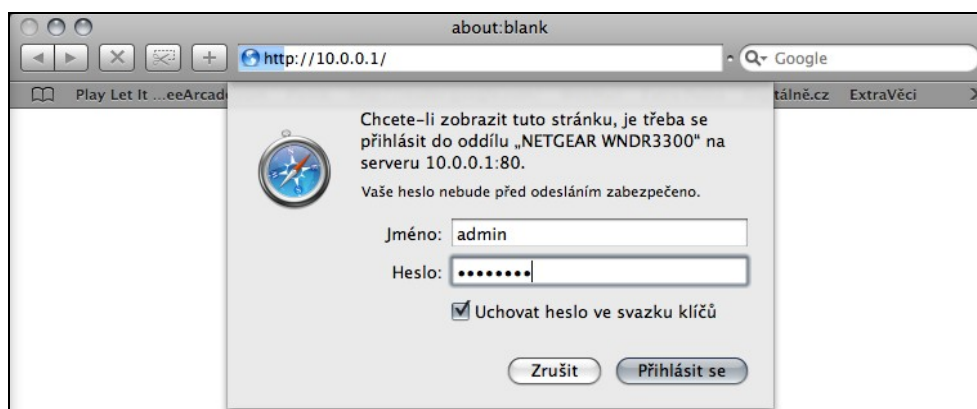 about:blank
http://10.0.0.1/
Google
Play Let It ...eeArcad
tálně.cz ExtraVěci
Chcete-li zobrazit tuto stránku, je třeba se
přihlásit do oddílu „NETGEAR WNDR3300“ na
serveru 10.0.0.1:80.
Vaše heslo nebude před odesláním zabezpečeno.
Jméno: admin
Heslo: ••••••••
Uchovat heslo ve svazku klíčů
Zrušit Přihlásit se